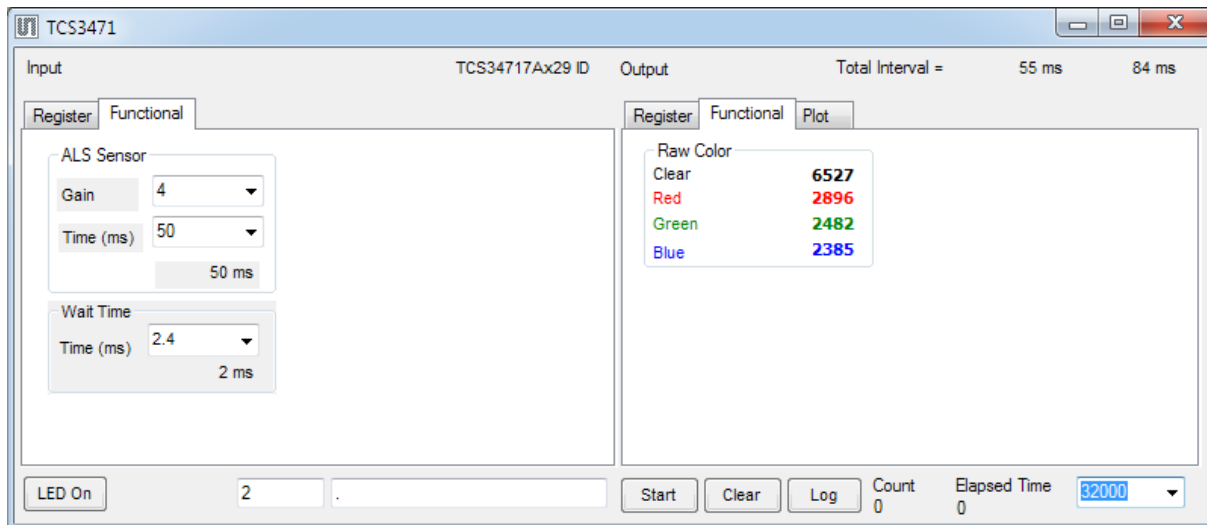 TCS3471
Input TCS34717Ax29 ID Output Total Interval = 55 ms 84 ms
Register Functional
ALS Sensor
Gain 4
Time (ms) 50
50 ms
Wait Time
Time (ms) 2.4
2 ms
LED On 2 .
Register Functional Plot
Raw Color
Clear 6527
Red 2896
Green 2482
Blue 2385
Start Clear Log Count Elapsed Time 32000
0 0